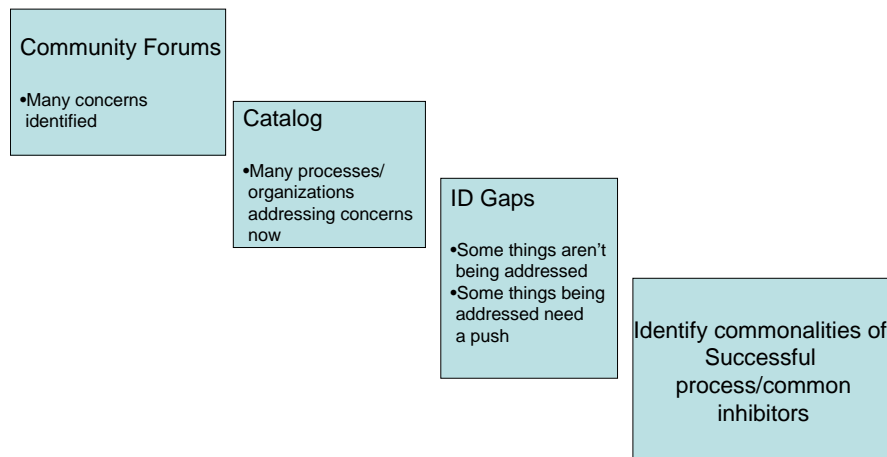 Community Forums
•Many concerns
identified
Catalog
•Many processes/
organizations
addressing concerns
now
ID Gaps
•Some things aren’t
being addressed
•Some things being
addressed need
a push
Identify commonalities of
Successful
process/common
inhibitors